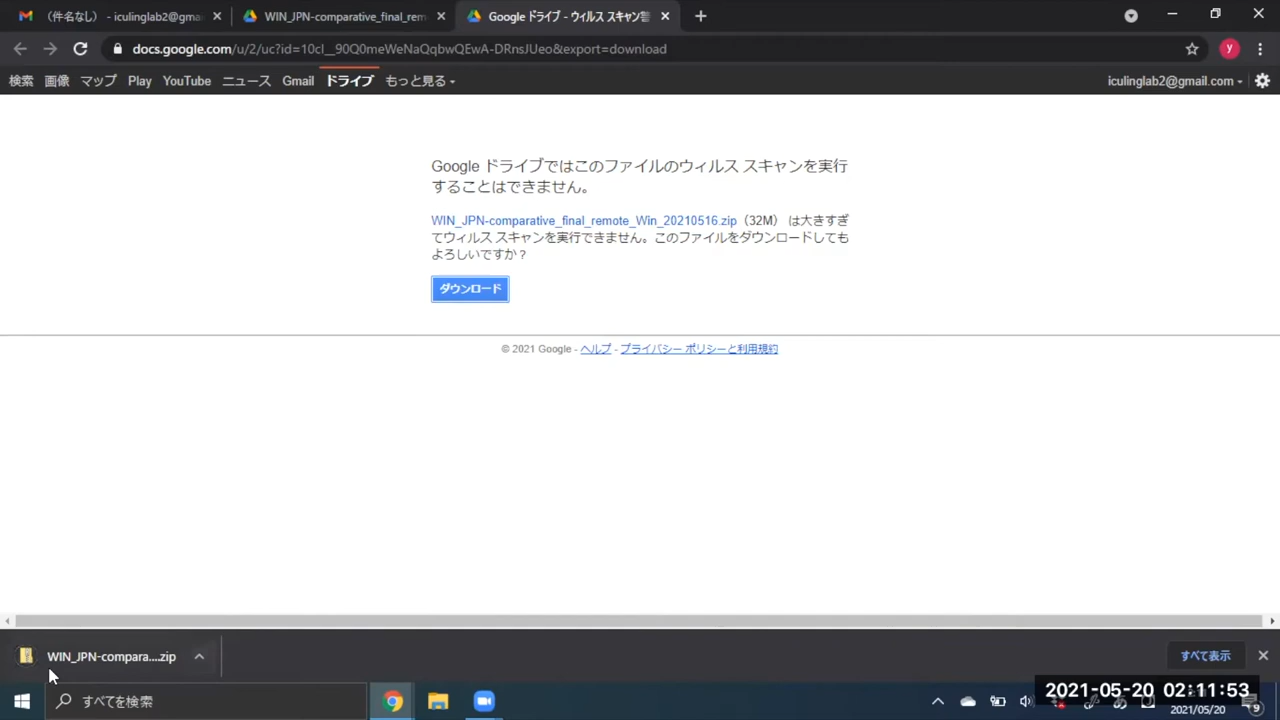 (件名なし) - iculinglab2@gma
WIN_JPN-comparative_final_rem
Google ドライブ - ウィルス スキャン警
docs.google.com/u/2/uc?id=10cI__90Q0meWeNaQqbwQEwA-DRnsJUeo&export=download
y
検索 画像 マップ Play YouTube ニュース Gmail ドライブ もっと見る
iculinglab2@gmail.com
Google ドライブではこのファイルのウィルス スキャンを実行
することはできません。
WIN_JPN-comparative_final_remote_Win_20210516.zip (32M) は大きすぎ
てウィルス スキャンを実行できません。このファイルをダウンロードしても
よろしいですか?
ダウンロード
© 2021 Google - ヘルプ - プライバシー ポリシーと利用規約
WIN_JPN-compara....zip
すべて表示
すべてを検索
2021-05-20 02:11:53
2021/05/20
9